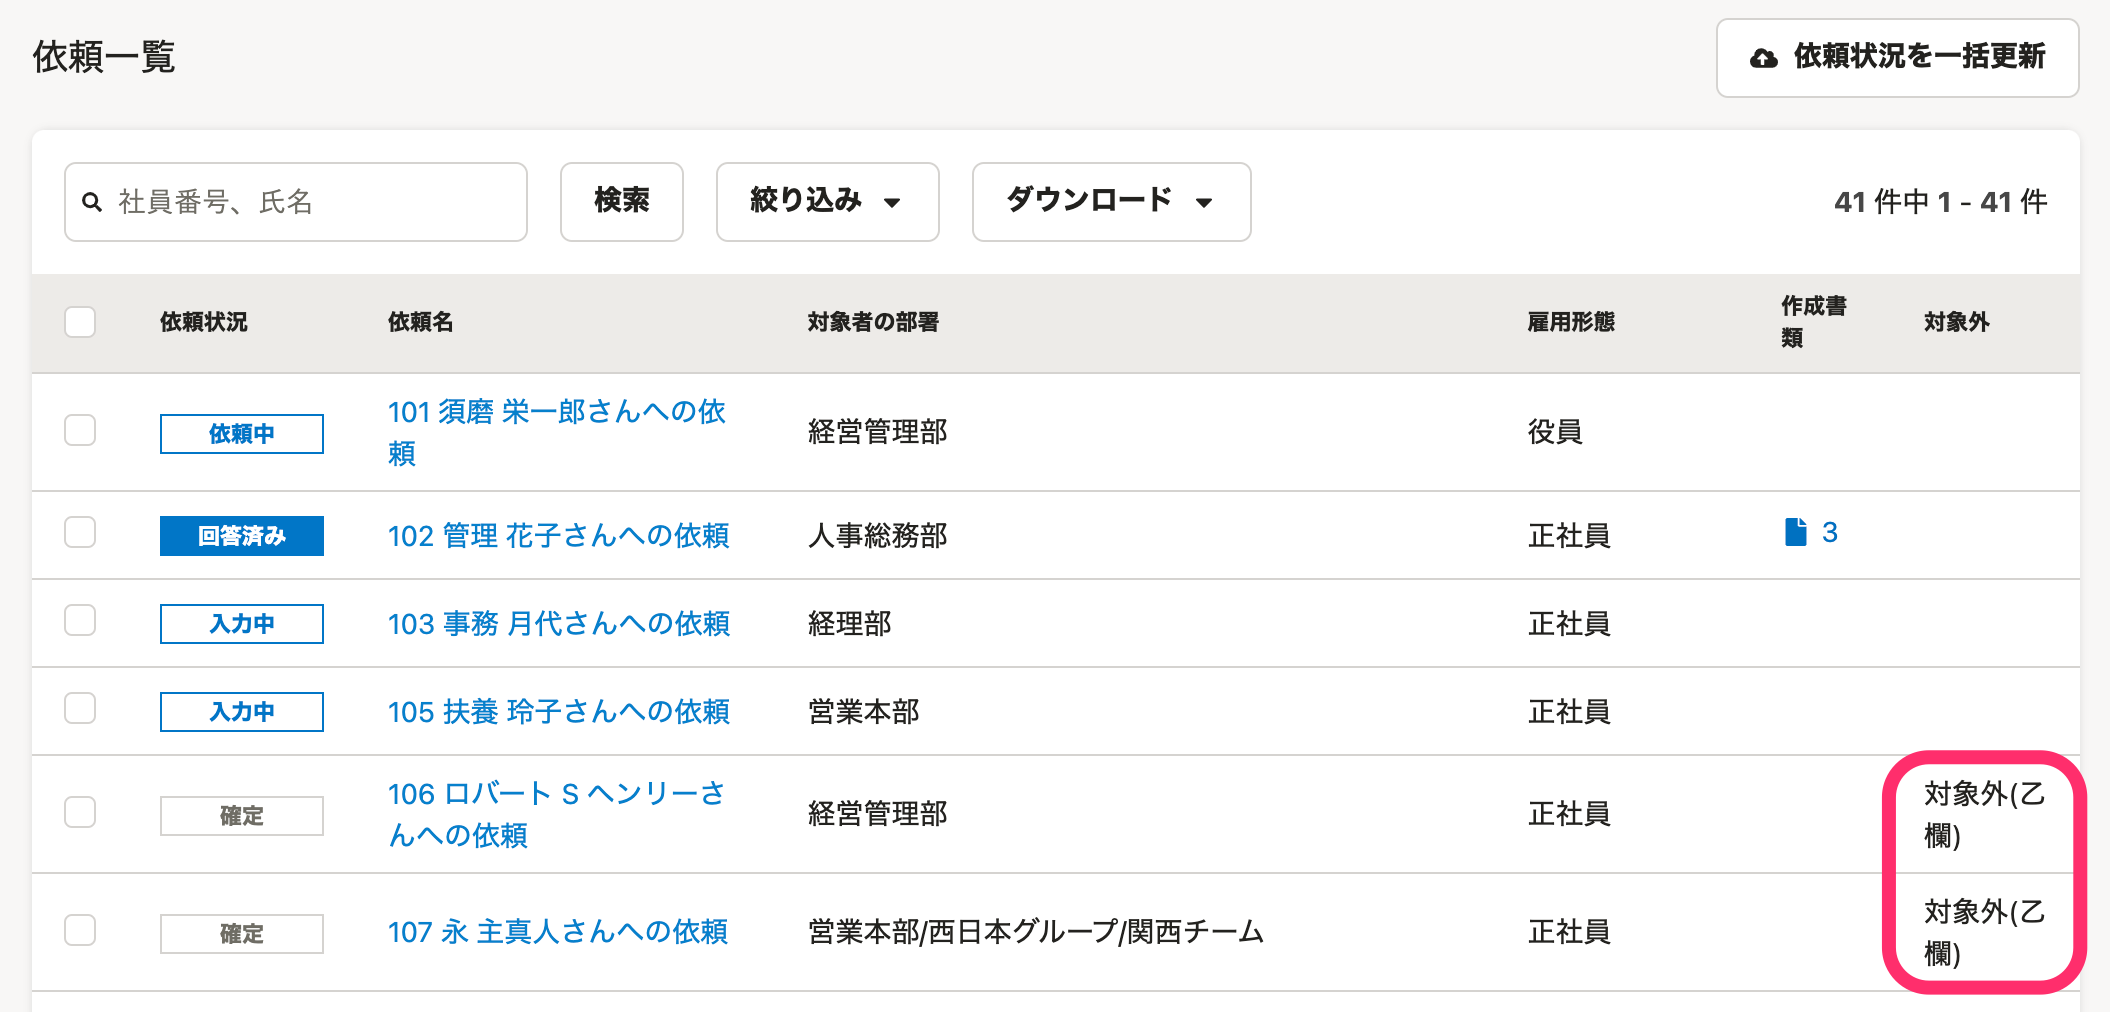 依頼一覧
依頼状況を一括更新
社員番号、氏名
検索
絞り込み
ダウンロード
41 件中 1 - 41 件
依頼状況
依頼名
対象者の部署
雇用形態
作成書
類
対象外
依頼中
101 須磨 栄一郎さんへの依
頼
経営管理部
役員
回答済み
102 管理 花子さんへの依頼
人事総務部
正社員
3
入力中
103 事務 月代さんへの依頼
経理部
正社員
入力中
105 扶養 玲子さんへの依頼
営業本部
正社員
確定
106 ロバート S ヘンリーさ
んへの依頼
経営管理部
正社員
対象外(乙
欄)
確定
107 永 主真人さんへの依頼
営業本部/西日本グループ/関西チーム
正社員
対象外(乙
欄)